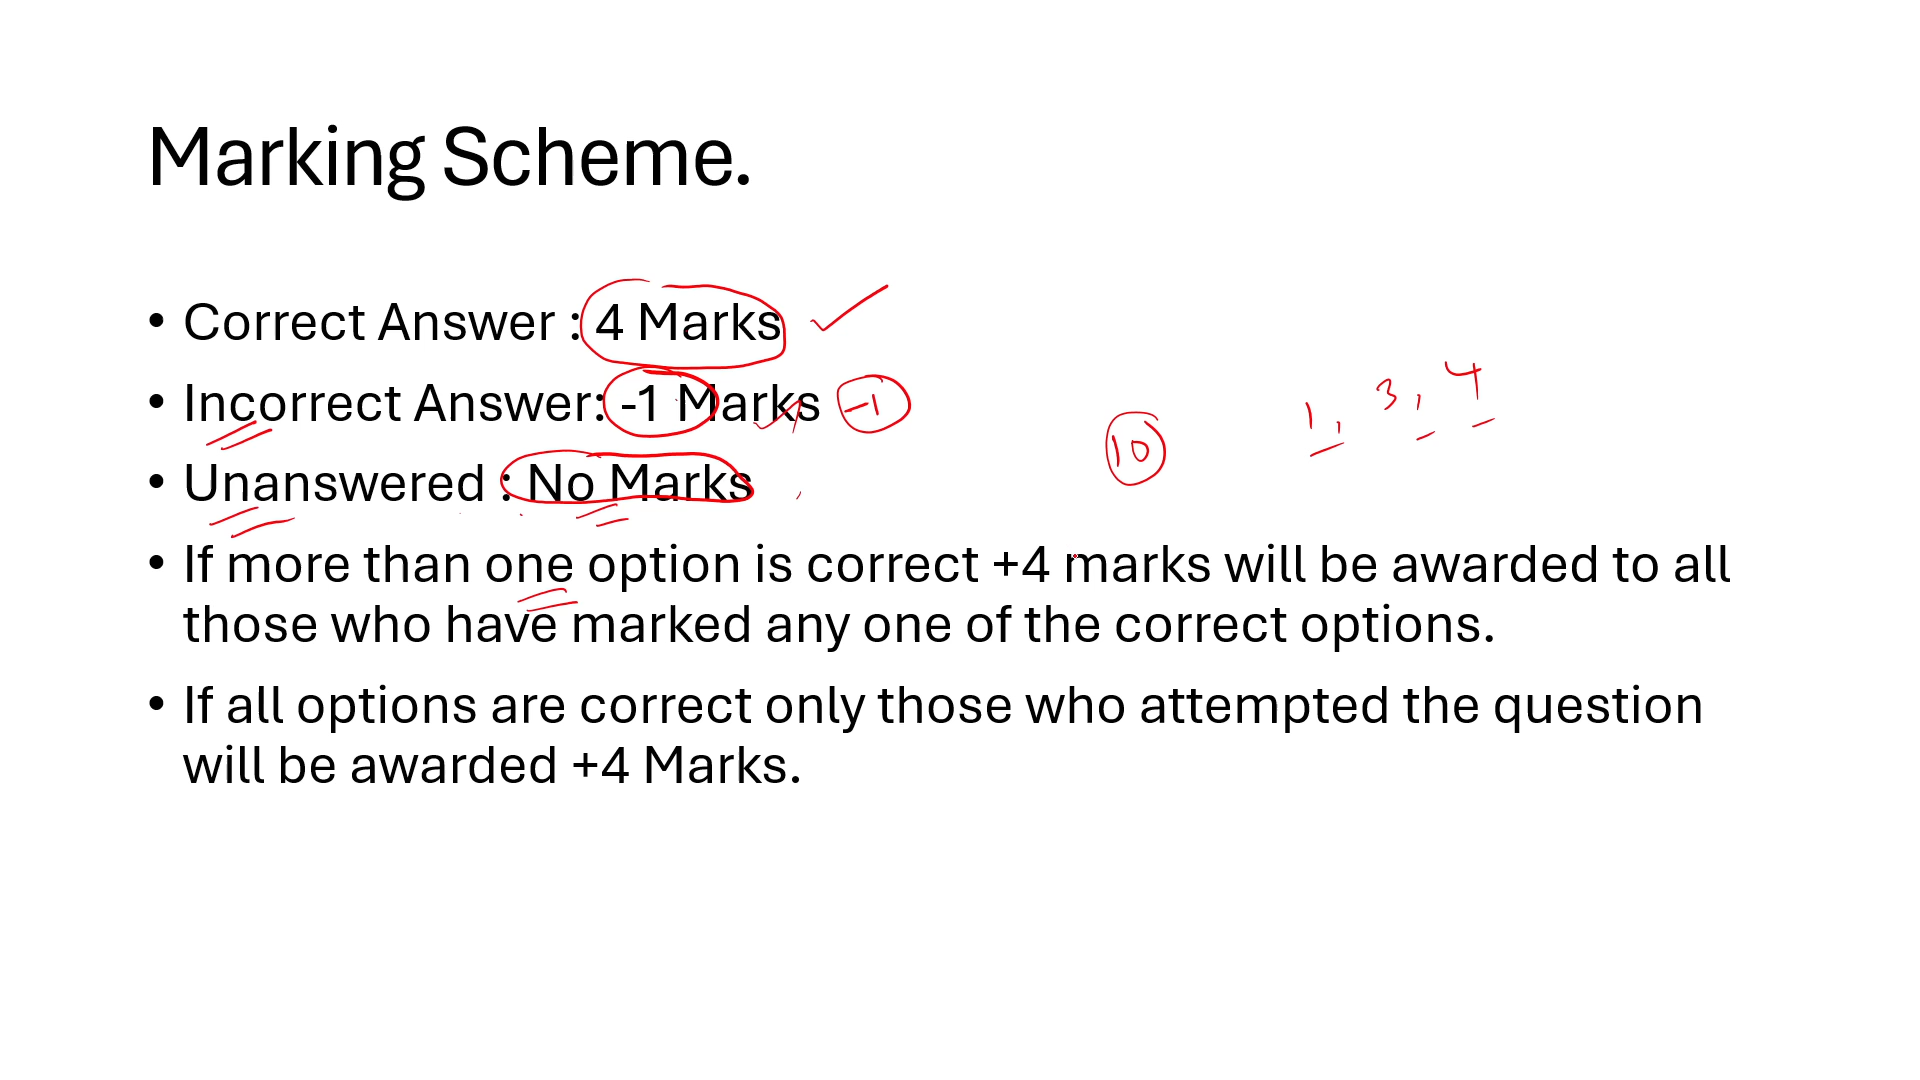 Marking Scheme.
• Correct Answer : 4 Marks
• Incorrect Answer: -1 Marks -1
1, 3, 4
10
• Unanswered : No Marks
• If more than one option is correct +4 marks will be awarded to all
those who have marked any one of the correct options.
• If all options are correct only those who attempted the question
will be awarded +4 Marks.